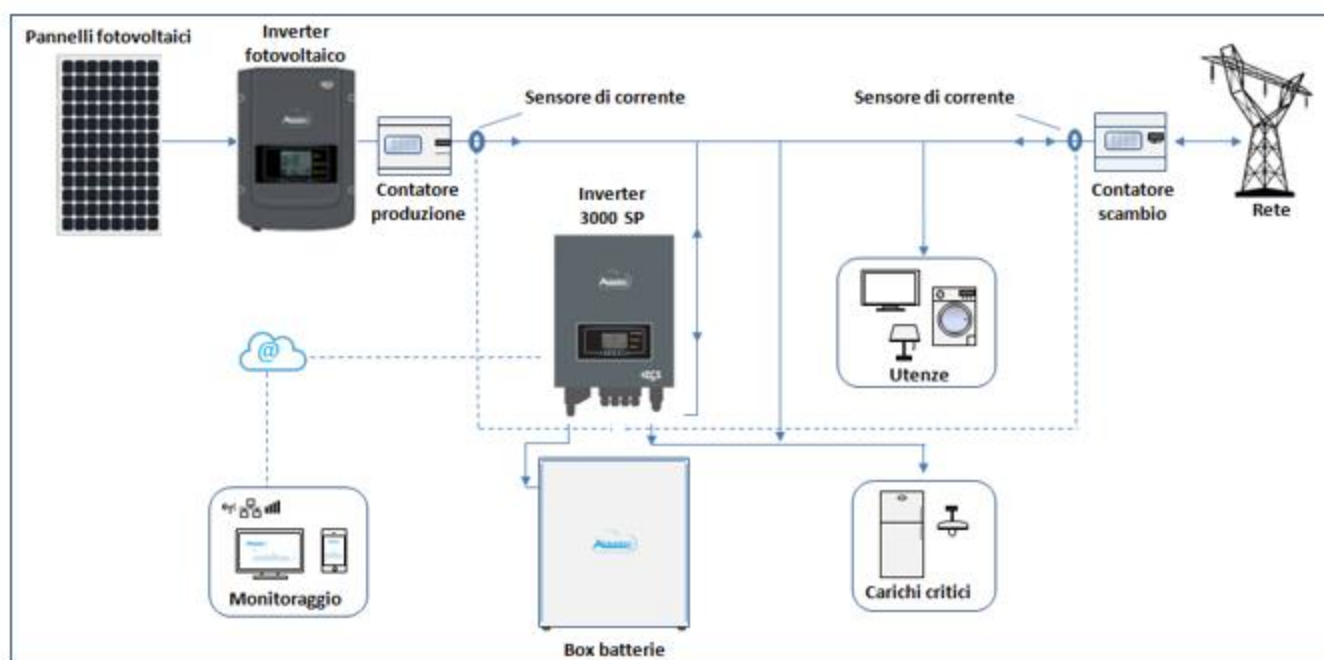 Pannelli fotovoltaici
Inverter
fotovoltaico
Sensore di corrente
Sensore di corrente
Contatore
produzione
Inverter
3000 SP
Contatore
scambio
Rete
@
Utenze
Monitoraggio
Carichi critici
Box batterie